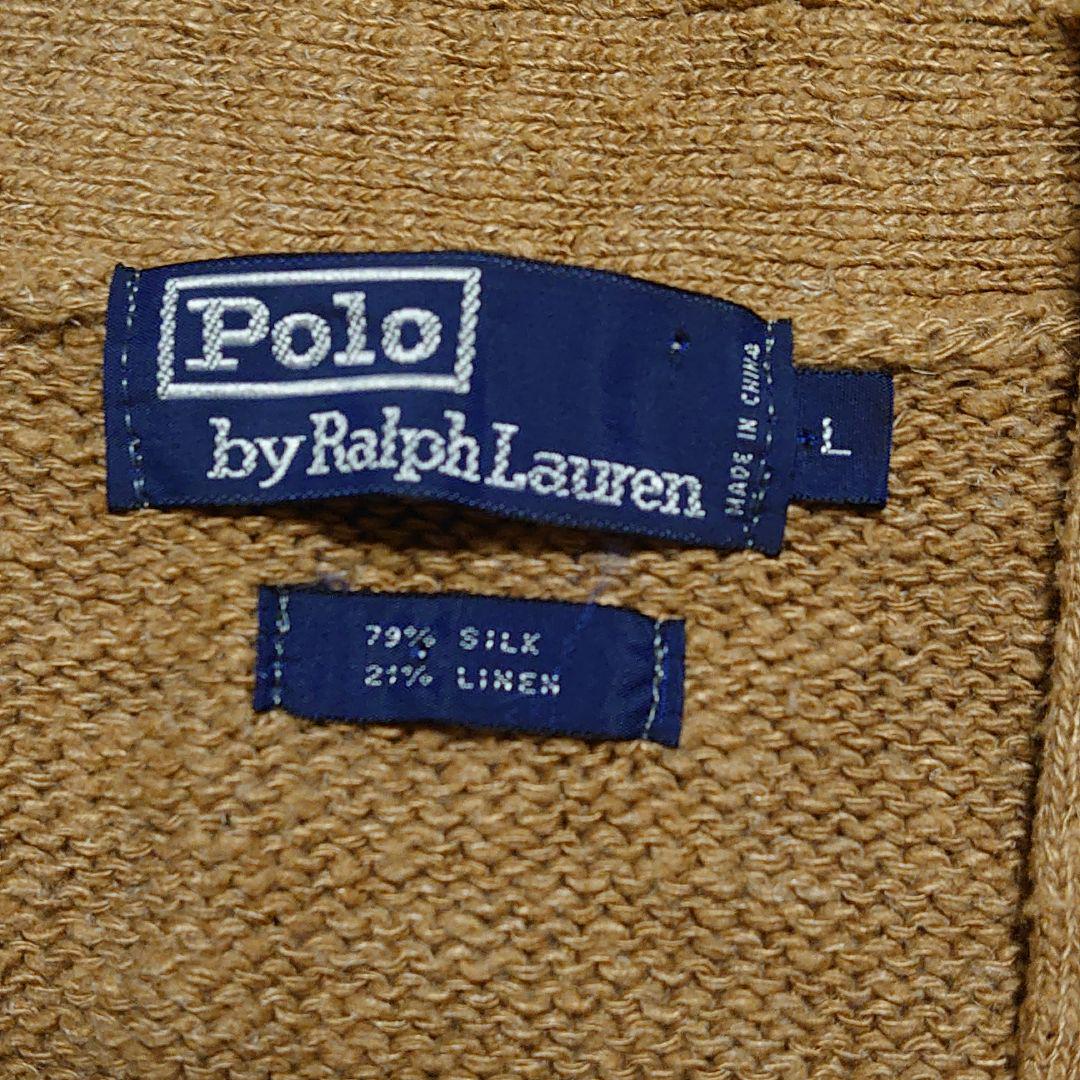 Polo
by Ralph Lauren
MADE IN CHINA
L
79% SILK
21% LINEN